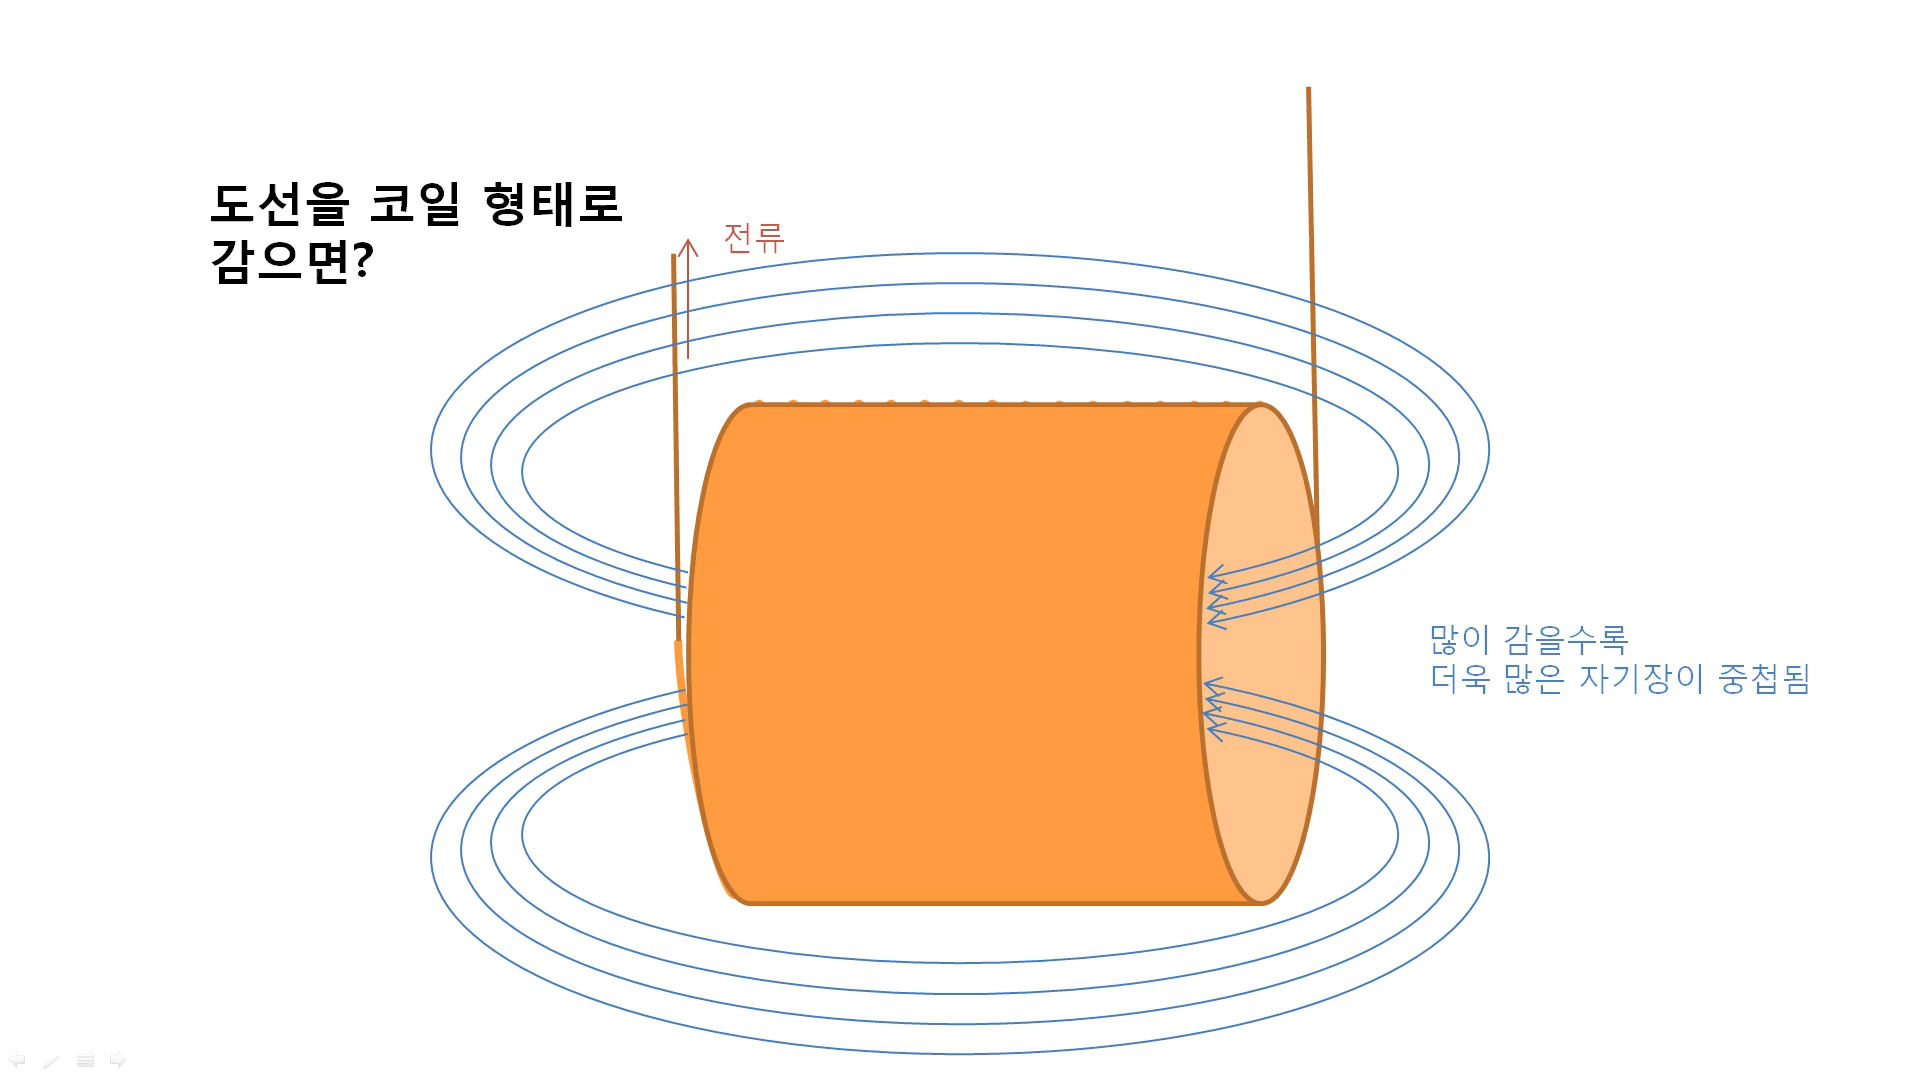 도선을 코일 형태로
감으면?
전류
많이 감을수록
더욱 많은 자기장이 중첩됨